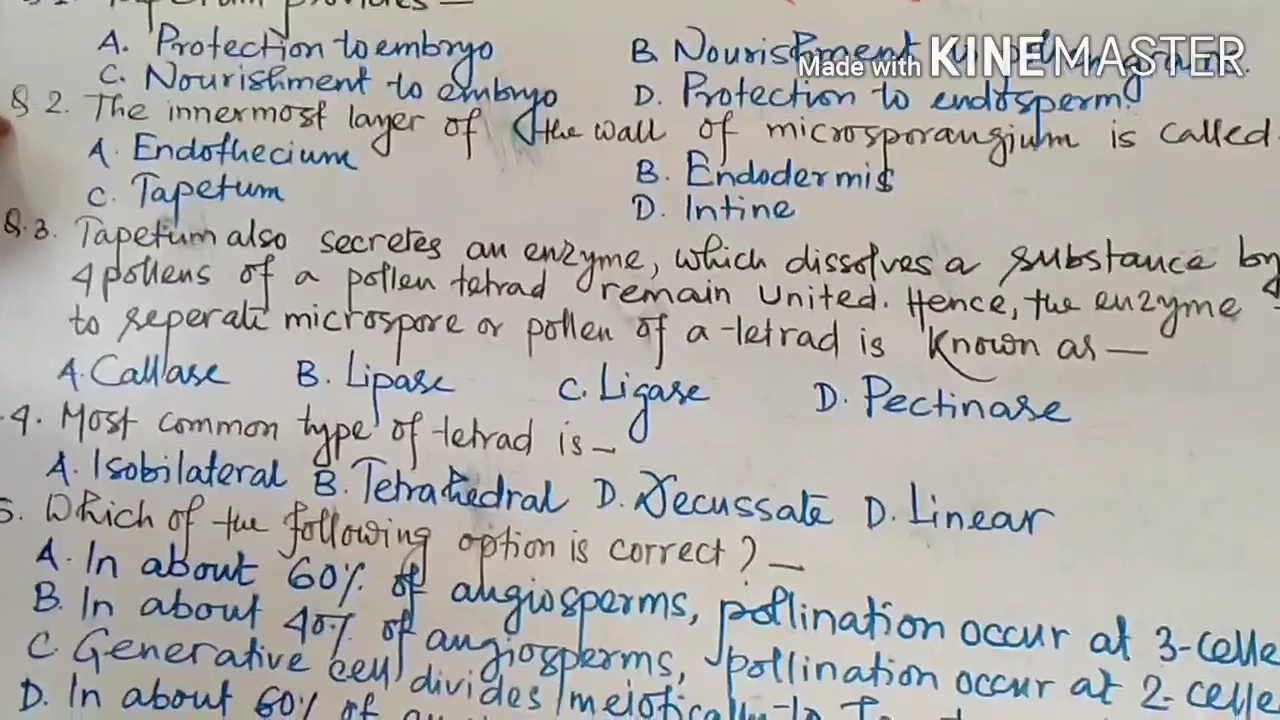 A. Protection to embryo B. Nourishment
Made with KINEMASTER
C. Nourishment to embryo D. Protection to endosperm
Q 2. The innermost layer of the wall of microsporangium is called
A. Endothecium B. Endodermis
C. Tapetum D. Intine
Q.3. Tapetum also secretes an enzyme, which dissolves a substance by
4 pollens of a pollen tetrad remain united. Hence, the enzyme
to seperate microspore or pollen of a tetrad is known as —
A. Callase B. Lipase C. Ligase D. Pectinase
.4. Most common type of tetrad is —
A. Isobilateral B. Tetrahedral D. Decussate D. Linear
5. Which of the following option is correct? —
A. In about 60% of angiosperms, pollination occur at 3-celle
B. In about 40% of angiosperms, pollination occur at 2-celle
C. Generative cell divides meiotically to
D. In about 60% of